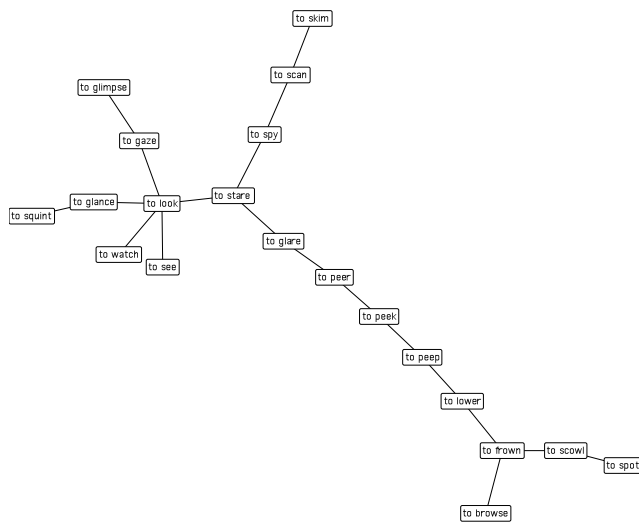 to skim
to scan
to glimpse
to spy
to gaze
to stare
to glance
to look
to squint
to glare
to watch
to see
to peer
to peek
to peep
to lower
to frown
to scowl
to spot
to browse